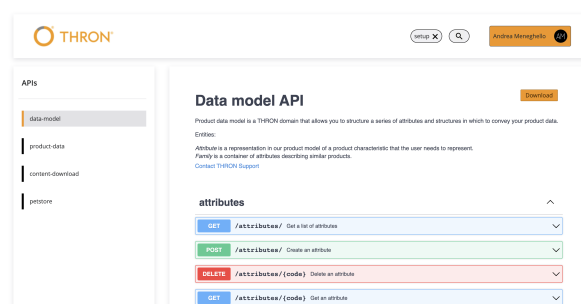 THRON
setup
Andrea Meneghello AM
APIs
data-model
product-data
content-download
petstore
Data model API
Download
Product data model is a THRON domain that allows you to structure a series of attributes and structures in which to convey your product data.
Entities:
Attribute is a representation in our product model of a product characteristic that the user needs to represent.
Family is a container of attributes describing similar products.
Contact THRON Support
attributes
GET /attributes/ Get a list of attributes
POST /attributes/ Create an attribute
DELETE /attributes/{code} Delete an attribute
GET /attributes/{code} Get an attribute